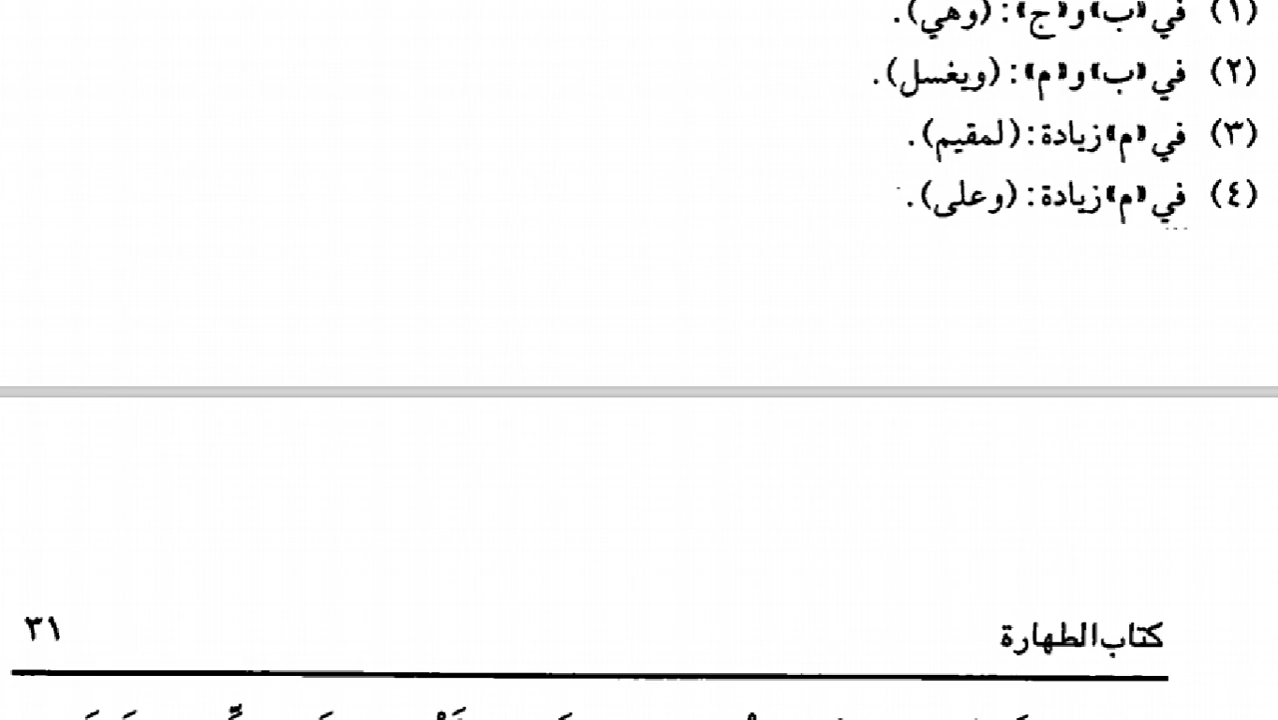 (١) في «ب» و «ج»: (وهي).
(٢) في «ب» و «م»: (ويغسل).
(٣) في «م» زيادة: (لمقيم).
(٤) في «م» زيادة: (وعلى).
كتاب الطهارة ٣١